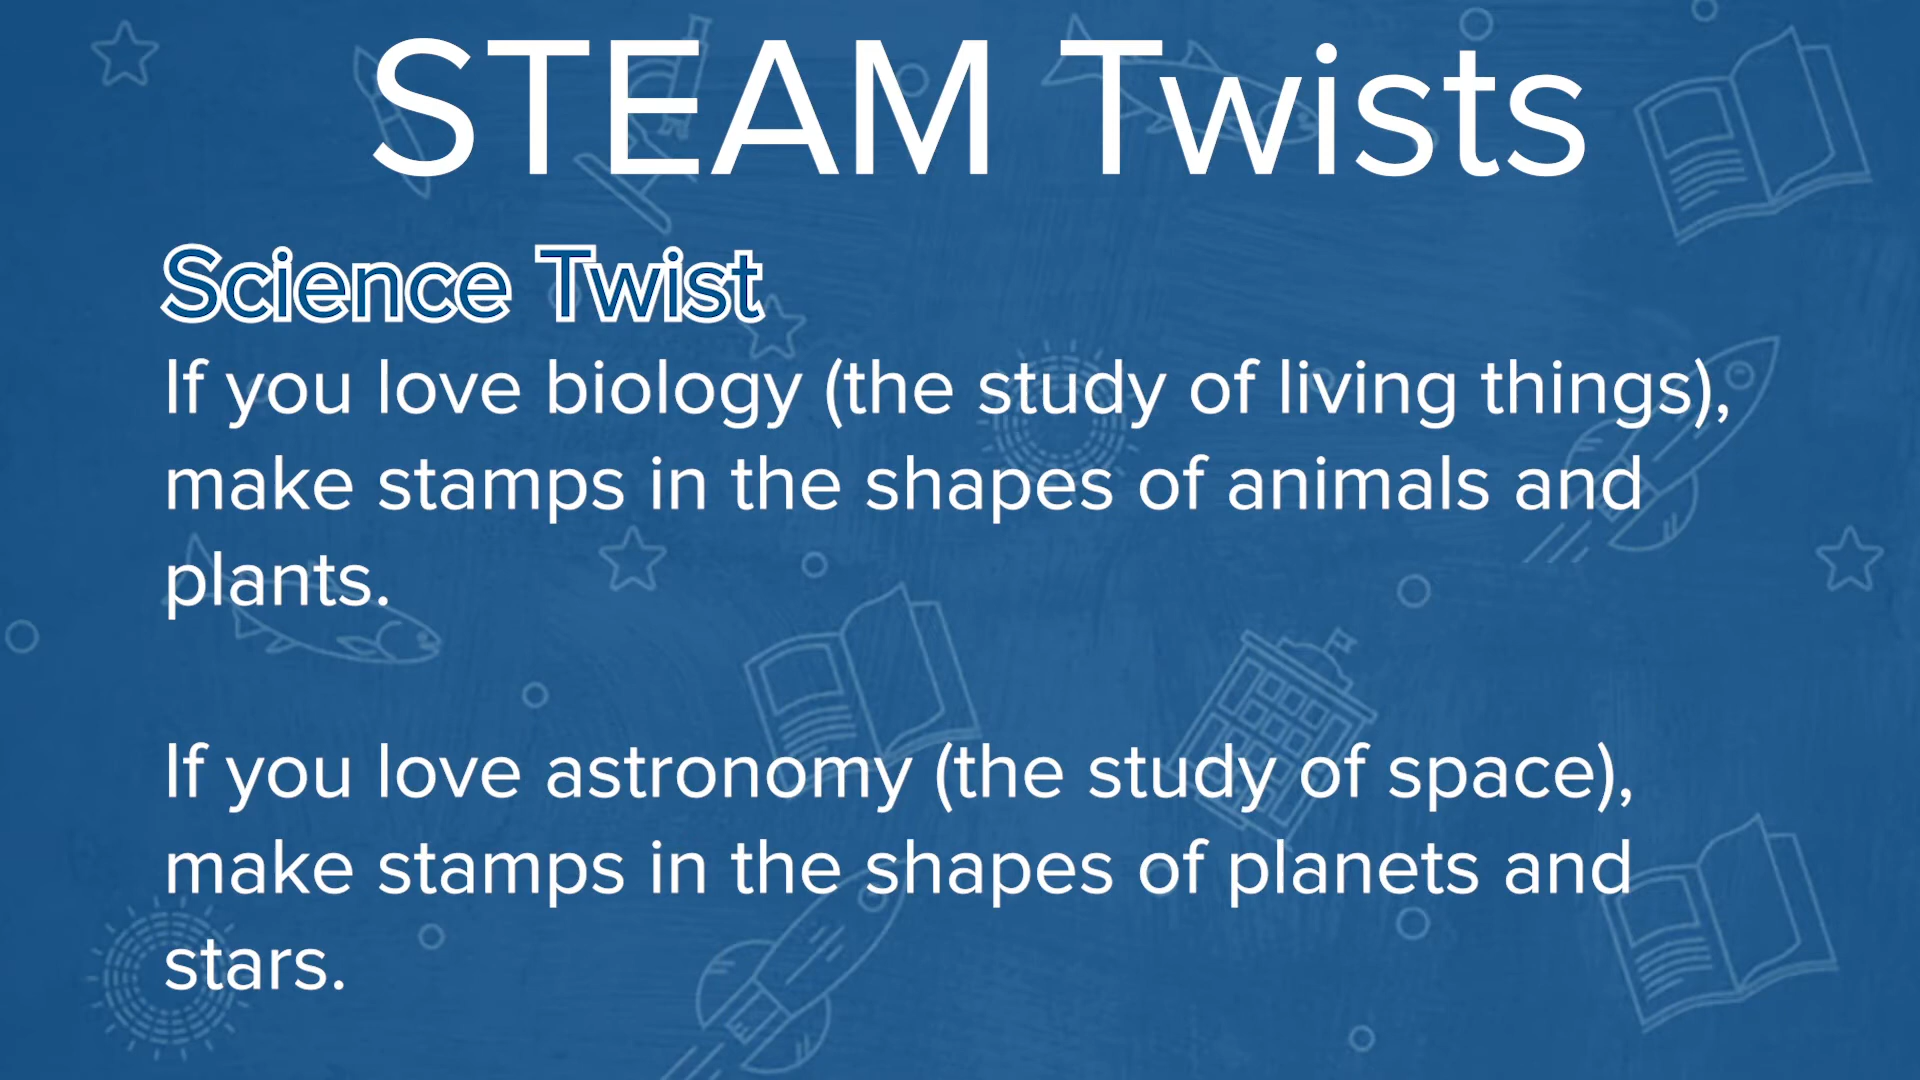 STEAM Twists
Science Twist
If you love biology (the study of living things),
make stamps in the shapes of animals and
plants.
If you love astronomy (the study of space),
make stamps in the shapes of planets and
stars.